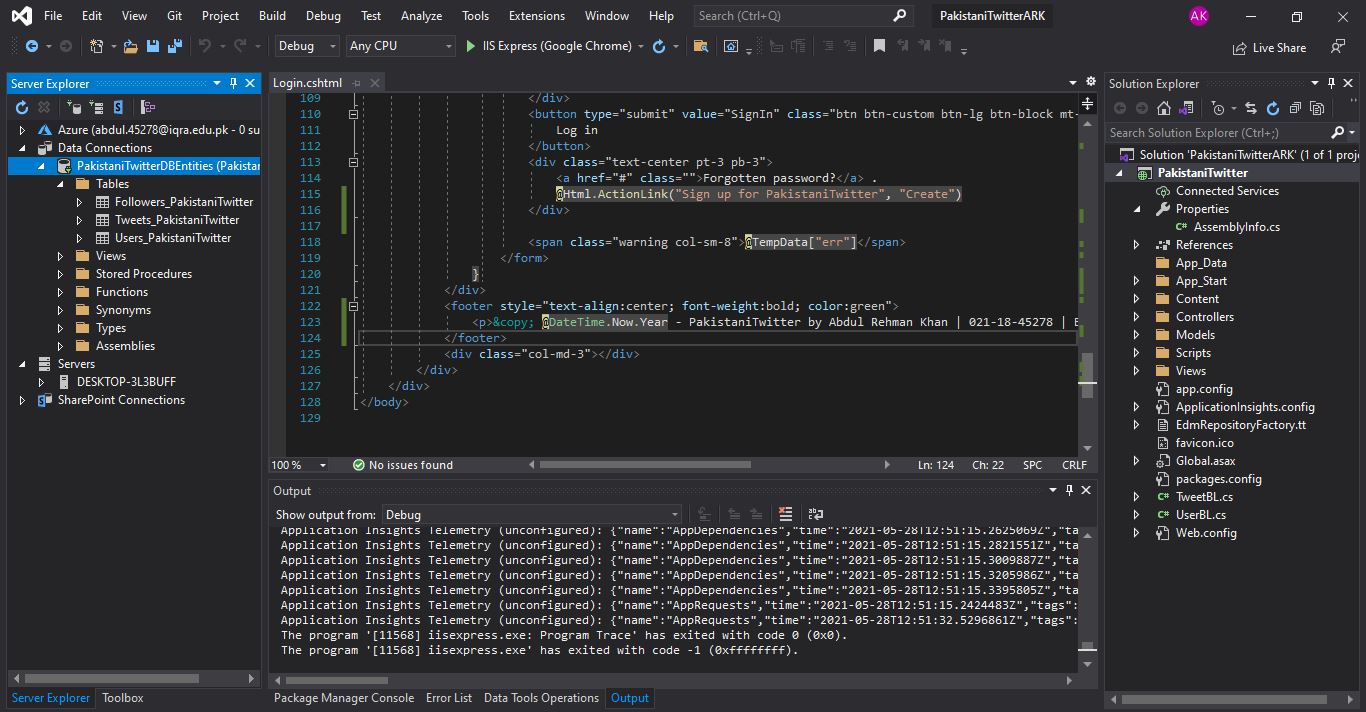 File Edit View Git Project Build Debug Test Analyze Tools Extensions Window Help Search (Ctrl+Q) PakistaniTwitterARK AK
Debug Any CPU IIS Express (Google Chrome) Live Share
Server Explorer
Azure (abdul.45278@iqra.edu.pk - 0 su
Data Connections
PakistaniTwitterDBEntities (Pakistar
Tables
Followers_PakistaniTwitter
Tweets_PakistaniTwitter
Users_PakistaniTwitter
Views
Stored Procedures
Functions
Synonyms
Types
Assemblies
Servers
DESKTOP-3L3BUFF
SharePoint Connections
Server Explorer Toolbox
Login.cshtml
109 </div>
110 <button type="submit" value="SignIn" class="btn btn-custom btn-lg btn-block mt-
111 Log in
112 </button>
113 <div class="text-center pt-3 pb-3">
114 <a href="#" class="">Forgotten password?</a> .
115 @Html.ActionLink("Sign up for PakistaniTwitter", "Create")
116 </div>
117
118 <span class="warning col-sm-8">@TempData["err"]</span>
119 </form>
120 }
121 </div>
122 <footer style="text-align:center; font-weight:bold; color:green">
123 <p>&copy; @DateTime.Now.Year - PakistaniTwitter by Abdul Rehman Khan | 021-18-45278 |
124 </footer>
125 <div class="col-md-3"></div>
126 </div>
127 </div>
128 </body>
129
100 % No issues found Ln: 124 Ch: 22 SPC CRLF
Output
Show output from: Debug
Application Insights Telemetry (unconfigured): {"name":"AppDependencies","time":"2021-05-28T12:51:15.2625069Z","ta
Application Insights Telemetry (unconfigured): {"name":"AppDependencies","time":"2021-05-28T12:51:15.2821551Z","ta
Application Insights Telemetry (unconfigured): {"name":"AppDependencies","time":"2021-05-28T12:51:15.3009887Z","ta
Application Insights Telemetry (unconfigured): {"name":"AppDependencies","time":"2021-05-28T12:51:15.3205986Z","ta
Application Insights Telemetry (unconfigured): {"name":"AppDependencies","time":"2021-05-28T12:51:15.3395805Z","ta
Application Insights Telemetry (unconfigured): {"name":"AppRequests","time":"2021-05-28T12:51:15.2424483Z","tags":
Application Insights Telemetry (unconfigured): {"name":"AppRequests","time":"2021-05-28T12:51:32.5296861Z","tags":
The program '[11568] iisexpress.exe: Program Trace' has exited with code 0 (0x0).
The program '[11568] iisexpress.exe' has exited with code -1 (0xffffffff).
Package Manager Console Error List Data Tools Operations Output
Solution Explorer
Search Solution Explorer (Ctrl+;)
Solution 'PakistaniTwitterARK' (1 of 1 proj
PakistaniTwitter
Connected Services
Properties
C# AssemblyInfo.cs
References
App_Data
App_Start
Content
Controllers
Models
Scripts
Views
app.config
ApplicationInsights.config
EdmRepositoryFactory.tt
favicon.ico
Global.asax
packages.config
C# TweetBL.cs
C# UserBL.cs
Web.config